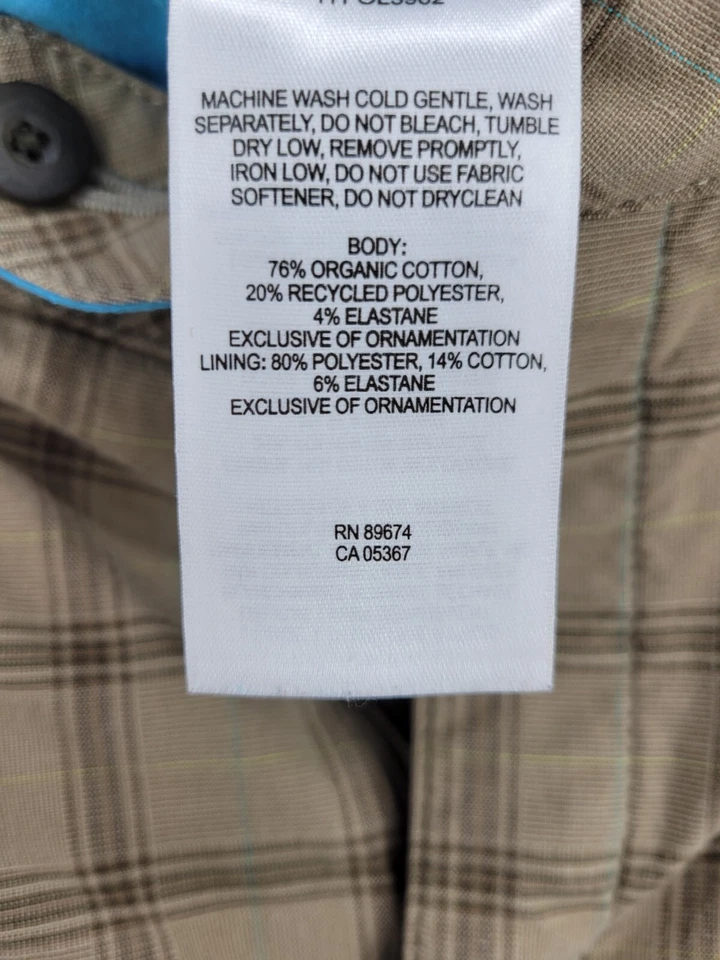 MACHINE WASH COLD GENTLE, WASH
SEPARATELY, DO NOT BLEACH, TUMBLE
DRY LOW, REMOVE PROMPTLY,
IRON LOW, DO NOT USE FABRIC
SOFTENER, DO NOT DRYCLEAN
BODY:
76% ORGANIC COTTON,
20% RECYCLED POLYESTER,
4% ELASTANE
EXCLUSIVE OF ORNAMENTATION
LINING: 80% POLYESTER, 14% COTTON,
6% ELASTANE
EXCLUSIVE OF ORNAMENTATION
RN 89674
CA 05367